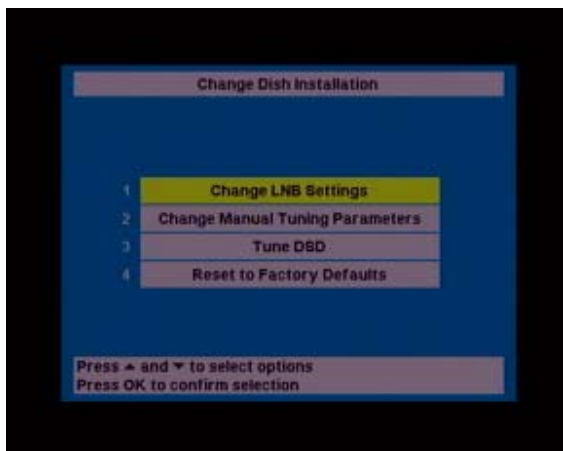 Change Dish Installation
1 Change LNB Settings
2 Change Manual Tuning Parameters
3 Tune DSD
4 Reset to Factory Defaults
Press ▲ and ▼ to select options
Press OK to confirm selection